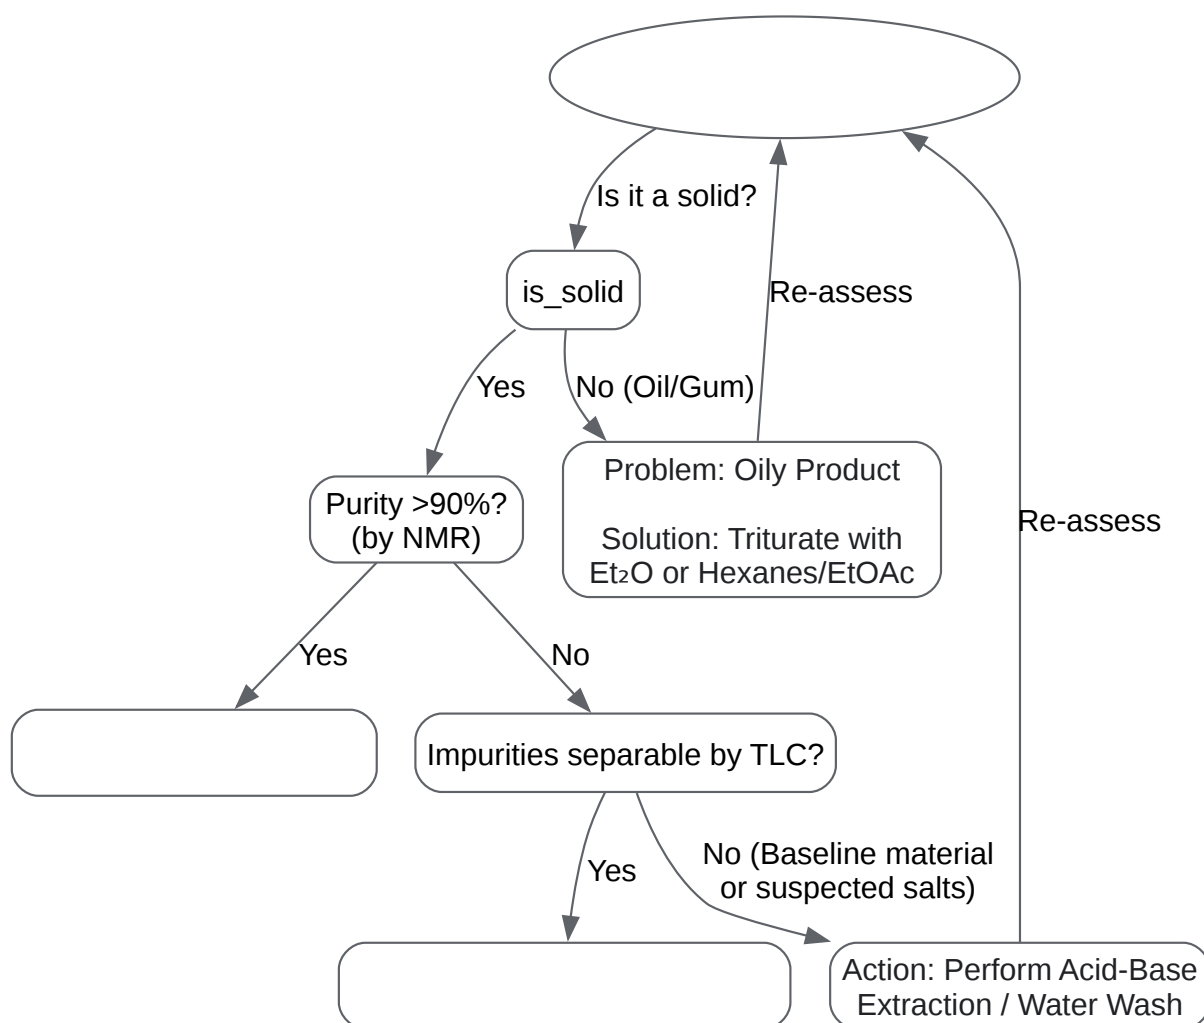 Is it a solid?
is_solid
Re-assess
Yes
No (Oil/Gum)
Problem: Oily Product
Solution: Triturate with
Et₂O or Hexanes/EtOAc
Purity >90%?
(by NMR)
Re-assess
Yes
No
Impurities separable by TLC?
Yes
No (Baseline material
or suspected salts)
Action: Perform Acid-Base
Extraction / Water Wash